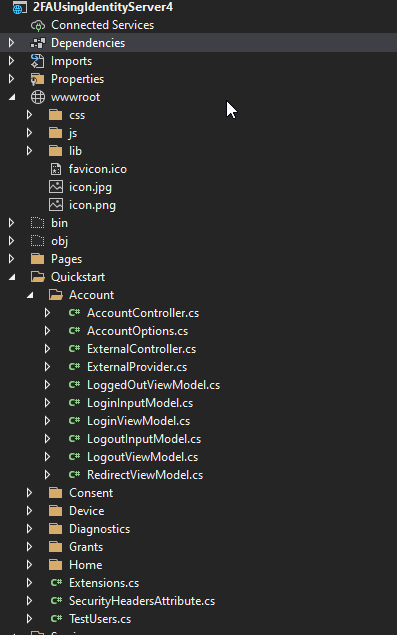 2FAUsingIdentityServer4
Connected Services
Dependencies
Imports
Properties
wwwroot
css
js
lib
favicon.ico
icon.jpg
icon.png
bin
obj
Pages
Quickstart
Account
C# AccountController.cs
C# AccountOptions.cs
C# ExternalController.cs
C# ExternalProvider.cs
C# LoggedOutViewModel.cs
C# LoginInputModel.cs
C# LoginViewModel.cs
C# LogoutInputModel.cs
C# LogoutViewModel.cs
C# RedirectViewModel.cs
Consent
Device
Diagnostics
Grants
Home
C# Extensions.cs
C# SecurityHeadersAttribute.cs
C# TestUsers.cs